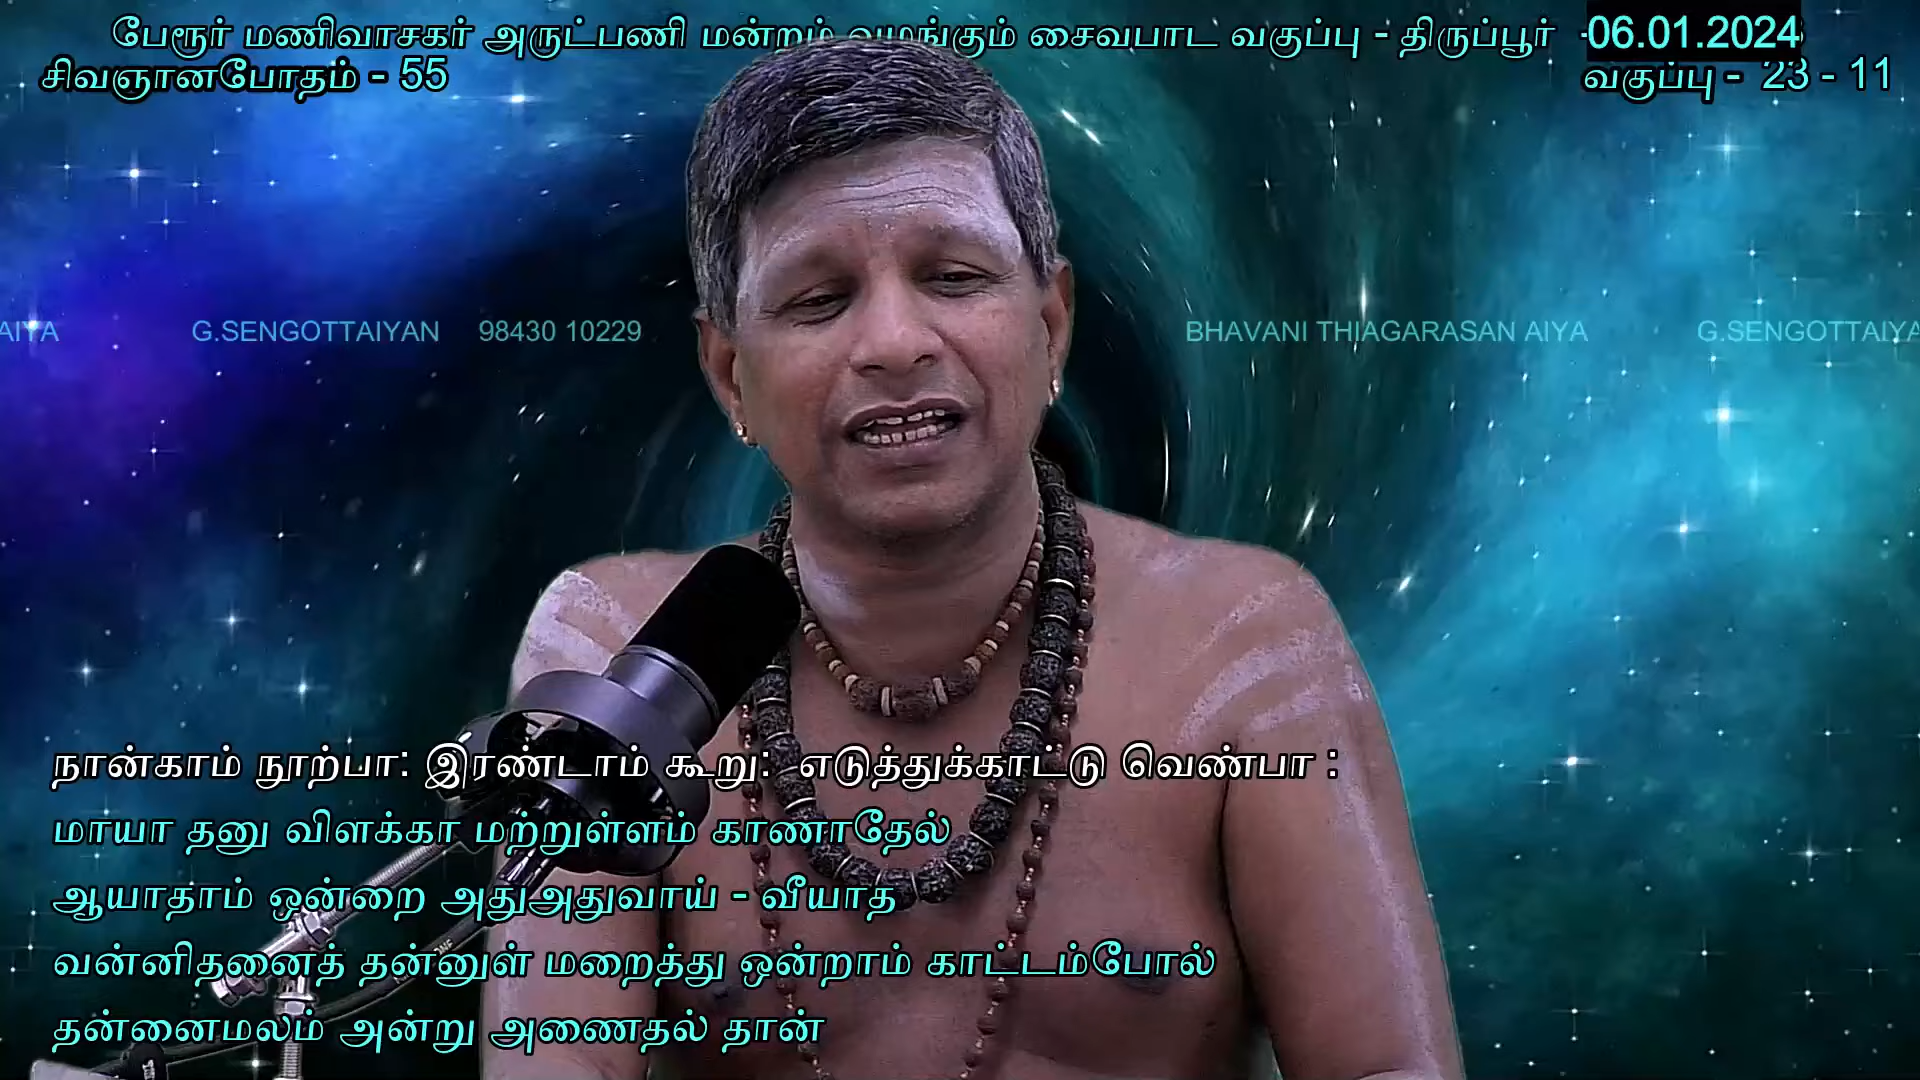 பேரூர் மணிவாசகர் அருட்பணி மன்றம் வழங்கும் சைவபாட வகுப்பு - திருப்பூர் -06.01.2024
சிவஞானபோதம் - 55
வகுப்பு - 23 - 11
AIYA G.SENGOTTAIYAN 98430 10229 BHAVANI THIAGARASAN AIYA G.SENGOTTAIYA
நான்காம் நூற்பா: இரண்டாம் கூறு: எடுத்துக்காட்டு வெண்பா :
மாயா தனு விளக்கா மற்றுள்ளம் காணாதேல்
ஆயாதாம் ஒன்றை அதுஅதுவாய் - வீயாத
வன்னிதனைத் தன்னுள் மறைத்து ஒன்றாம் காட்டம்போல்
தன்னைமலம் அன்று அணைதல் தான்